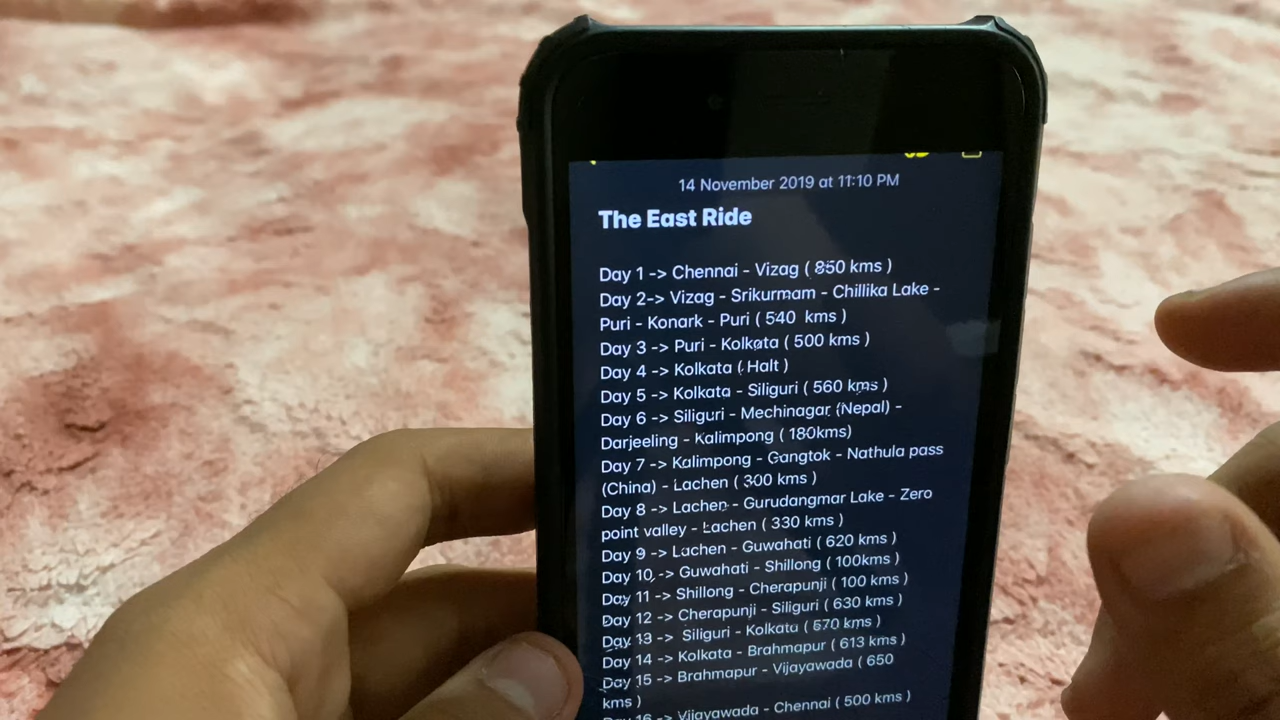 14 November 2019 at 11:10 PM
The East Ride
Day 1 -> Chennai - Vizag ( 850 kms )
Day 2-> Vizag - Srikurmam - Chillika Lake -
Puri - Konark - Puri ( 540 kms )
Day 3 -> Puri - Kolkata ( 500 kms )
Day 4 -> Kolkata ( Halt )
Day 5 -> Kolkata - Siliguri ( 560 kms )
Day 6 -> Siliguri - Mechinagar (Nepal) -
Darjeeling - Kalimpong ( 180kms)
Day 7 -> Kalimpong - Gangtok - Nathula pass
(China) - Lachen ( 300 kms )
Day 8 -> Lachen - Gurudangmar Lake - Zero
point valley - Lachen ( 330 kms )
Day 9 -> Lachen - Guwahati ( 620 kms )
Day 10 -> Guwahati - Shillong ( 100kms )
Day 11 -> Shillong - Cherapunji ( 100 kms )
Day 12 -> Cherapunji - Siliguri ( 630 kms )
Day 13 -> Siliguri - Kolkata ( 570 kms )
Day 14 -> Kolkata - Brahmapur ( 613 kms )
Day 15 -> Brahmapur - Vijayawada ( 650
kms )
Day 16 -> Vijayawada - Chennai ( 500 kms )